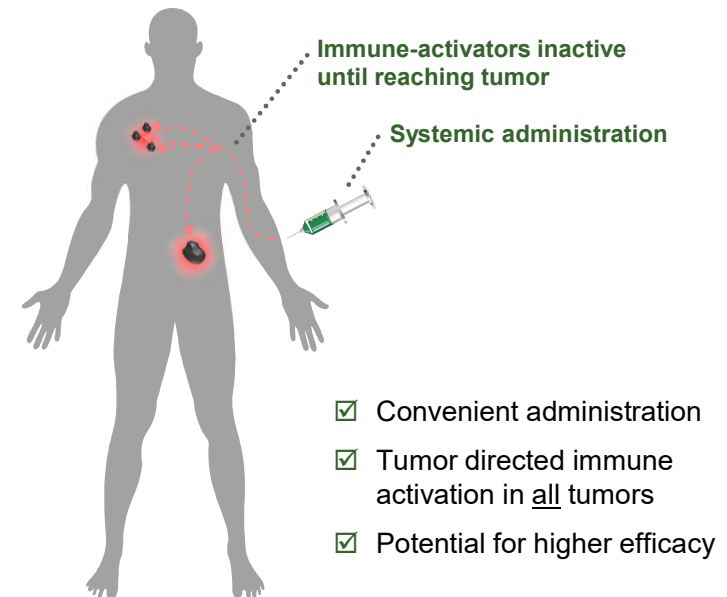 Immune-activators inactive
until reaching tumor
Systemic administration
☑ Convenient administration
☑ Tumor directed immune
activation in all tumors
☑ Potential for higher efficacy